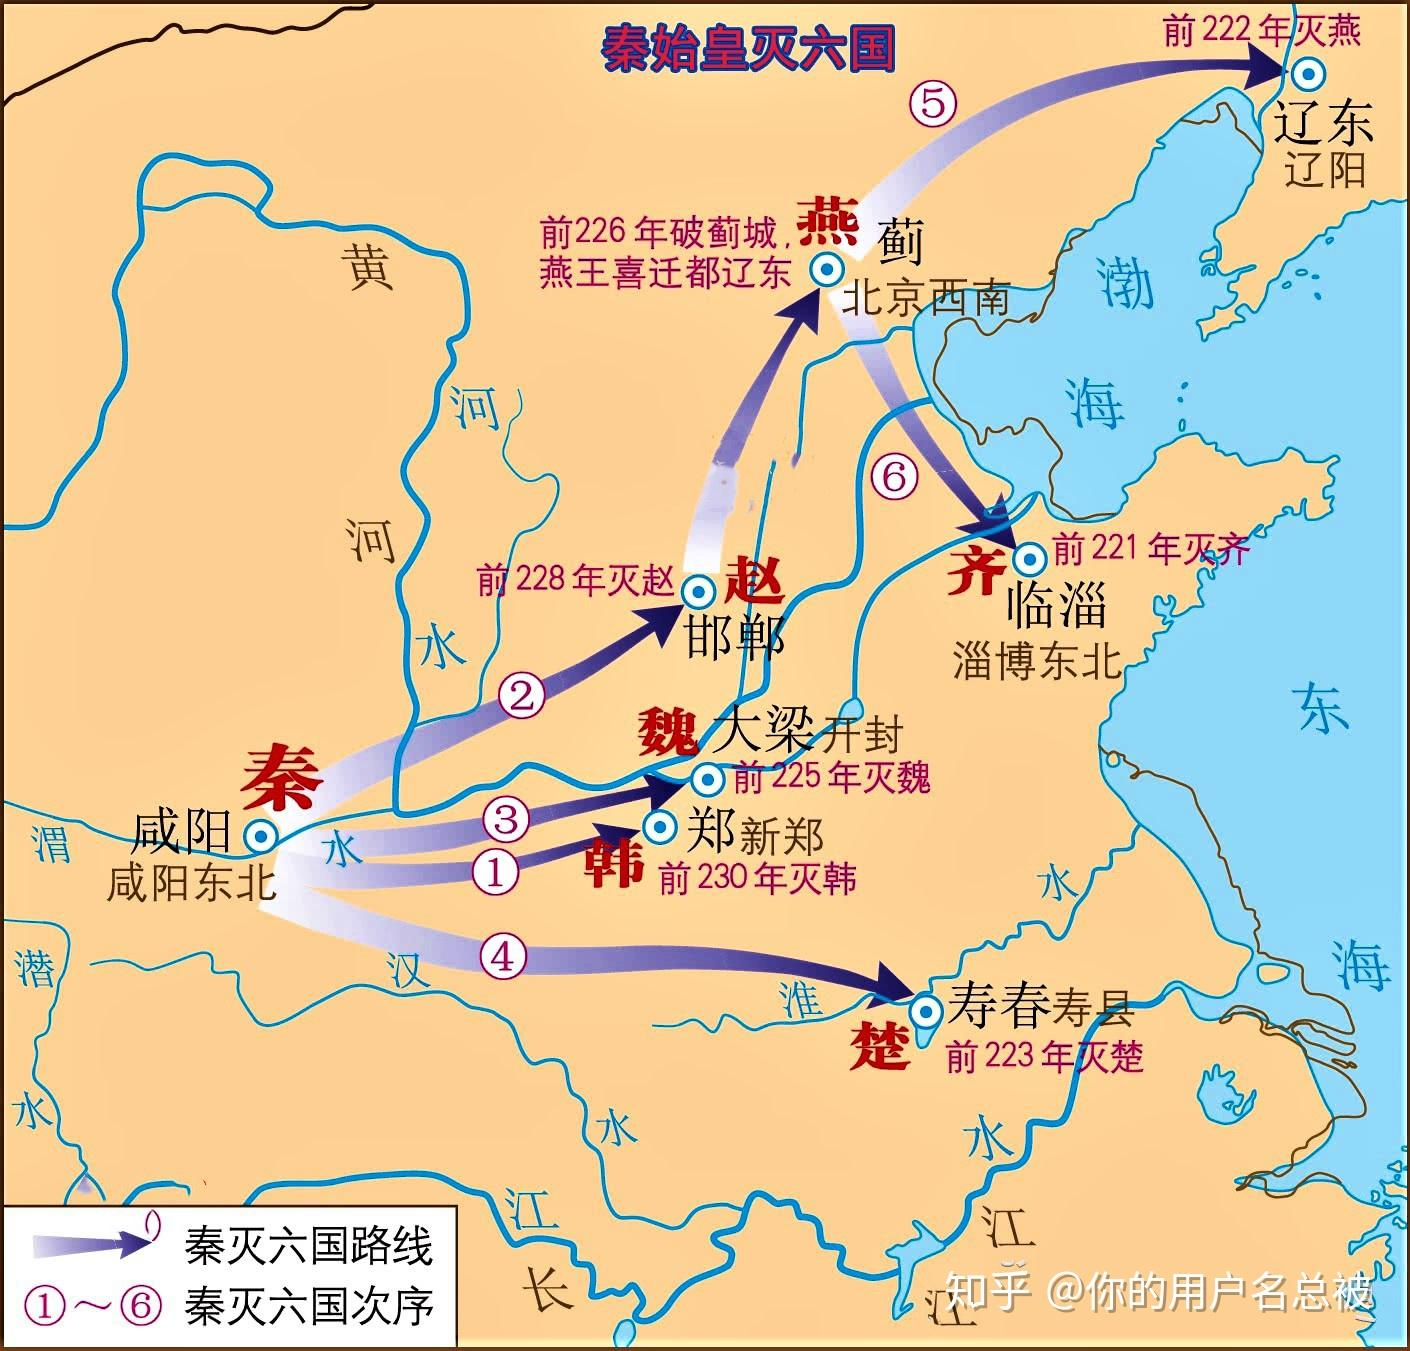 秦始皇灭六国
前222年灭燕
⑤
辽东
辽阳
燕
蓟
前226年破蓟城，
燕王喜迁都辽东
北京西南
黄
河
渤
海
河
水
⑥
前228年灭赵
赵
邯郸
齐
前221年灭齐
临淄
淄博东北
②
魏
大梁 开封
前225年灭魏
东
海
秦
咸阳
咸阳东北
渭
水
③
郑 新郑
①
韩
前230年灭韩
④
潜
水
汉
水
淮
水
寿春 寿县
楚
前223年灭楚
水
江
江
江
长
秦灭六国路线
①～⑥ 秦灭六国次序
知乎 @你的用户名总被